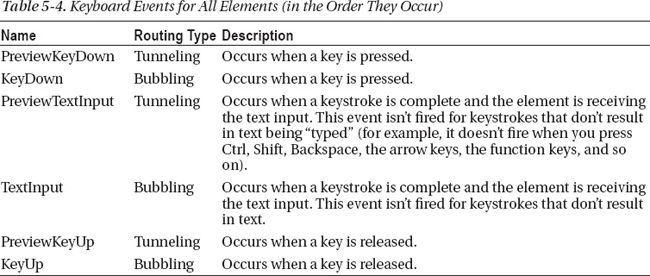 Table 5-4. Keyboard Events for All Elements (in the Order They Occur)
Name Routing Type Description
PreviewKeyDown Tunneling Occurs when a key is pressed.
KeyDown Bubbling Occurs when a key is pressed.
PreviewTextInput Tunneling Occurs when a keystroke is complete and the element is receiving
the text input. This event isn’t fired for keystrokes that don’t result
in text being “typed” (for example, it doesn’t fire when you press
Ctrl, Shift, Backspace, the arrow keys, the function keys, and so
on).
TextInput Bubbling Occurs when a keystroke is complete and the element is receiving
the text input. This event isn’t fired for keystrokes that don’t result
in text.
PreviewKeyUp Tunneling Occurs when a key is released.
KeyUp Bubbling Occurs when a key is released.